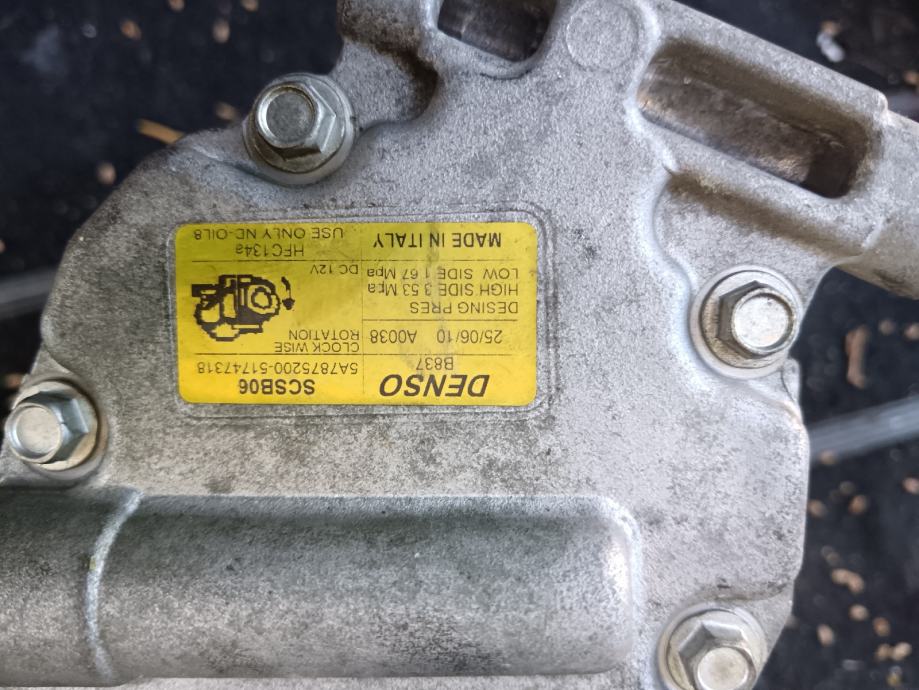 DENSO
B837
SCSB06
5A7875200-51747318
25/06/10 A0038
CLOCK WISE
ROTATION
DESING PRES
HIGH SIDE 3.53 Mpa
LOW SIDE 1.67 Mpa
DC 12V
MADE IN ITALY
HFC134a
USE ONLY NE-OIL8